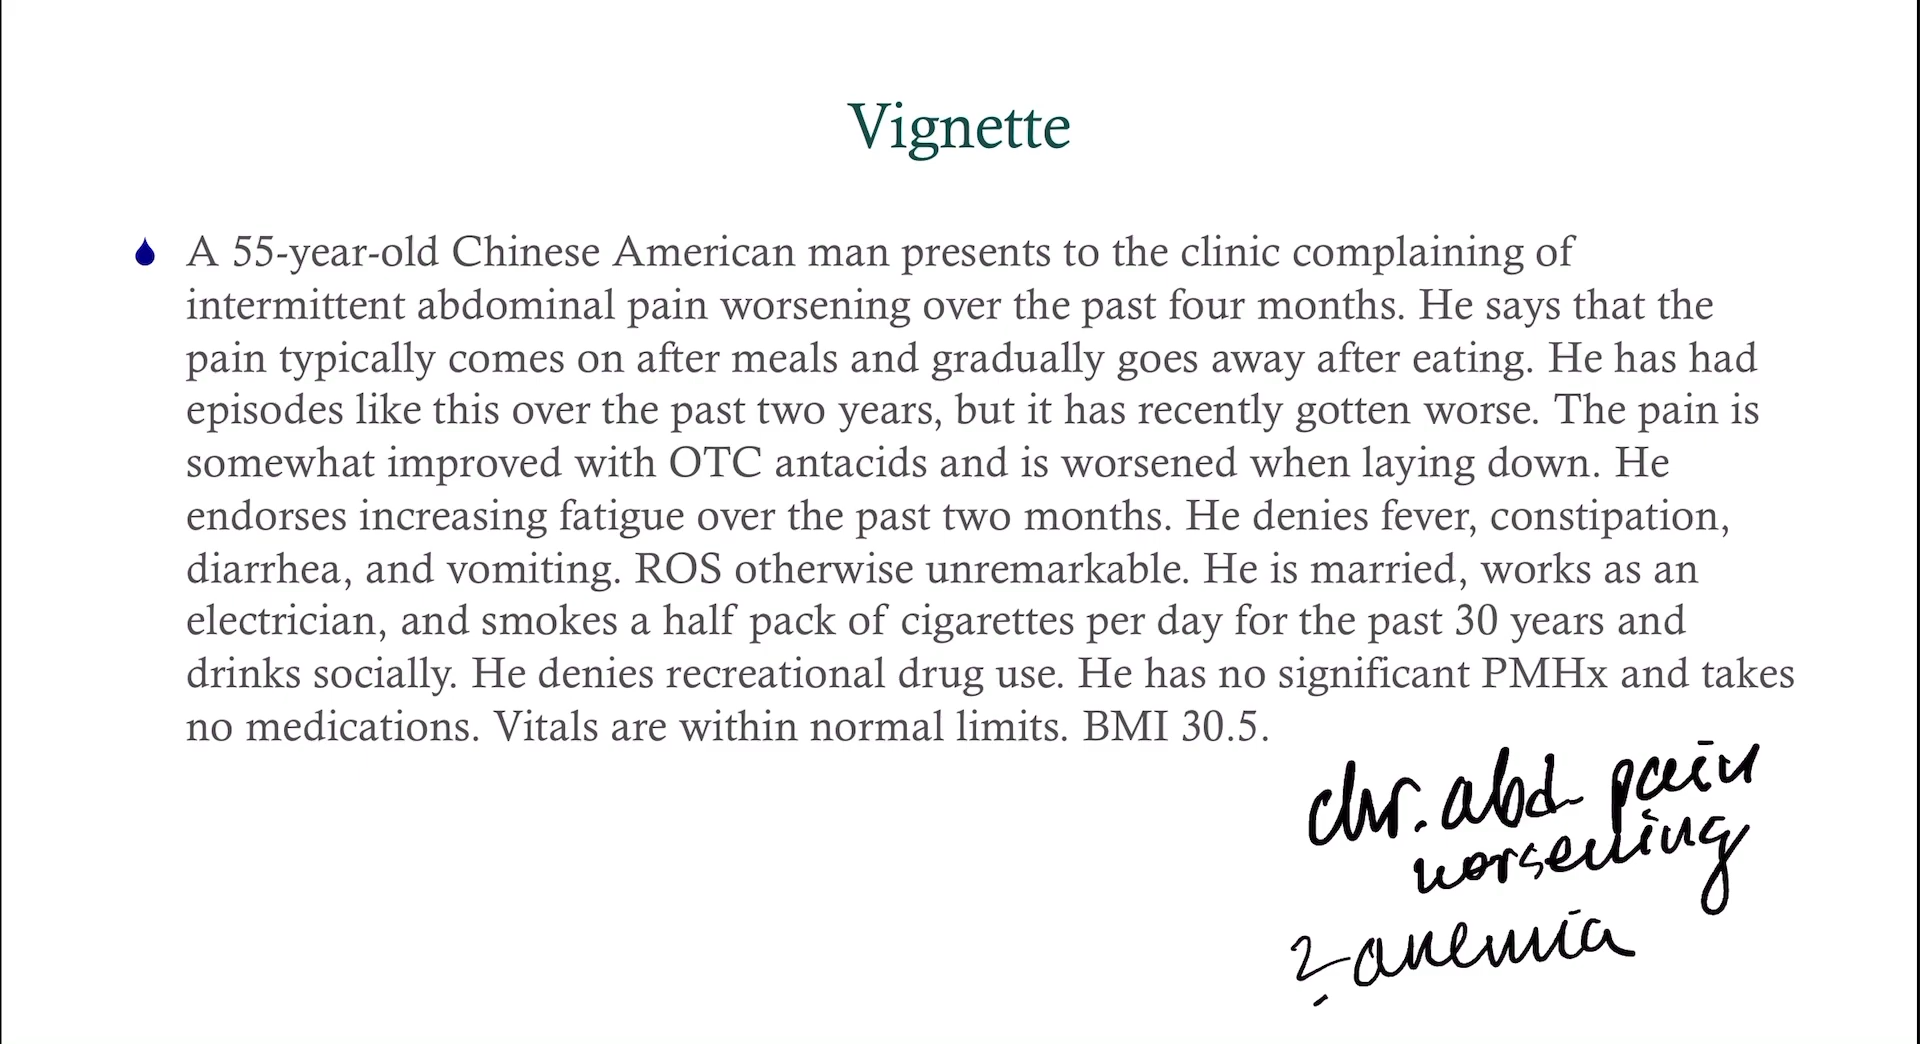 Vignette
A 55-year-old Chinese American man presents to the clinic complaining of
intermittent abdominal pain worsening over the past four months. He says that the
pain typically comes on after meals and gradually goes away after eating. He has had
episodes like this over the past two years, but it has recently gotten worse. The pain is
somewhat improved with OTC antacids and is worsened when laying down. He
endorses increasing fatigue over the past two months. He denies fever, constipation,
diarrhea, and vomiting. ROS otherwise unremarkable. He is married, works as an
electrician, and smokes a half pack of cigarettes per day for the past 30 years and
drinks socially. He denies recreational drug use. He has no significant PMHx and takes
no medications. Vitals are within normal limits. BMI 30.5.
chr. abd pain
worsening
? anemia